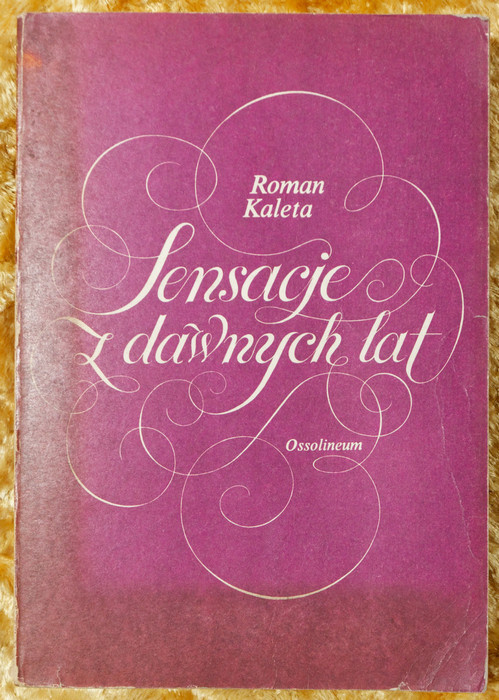 Roman
Kaleta
Sensacje
z dawnych lat
Ossolineum